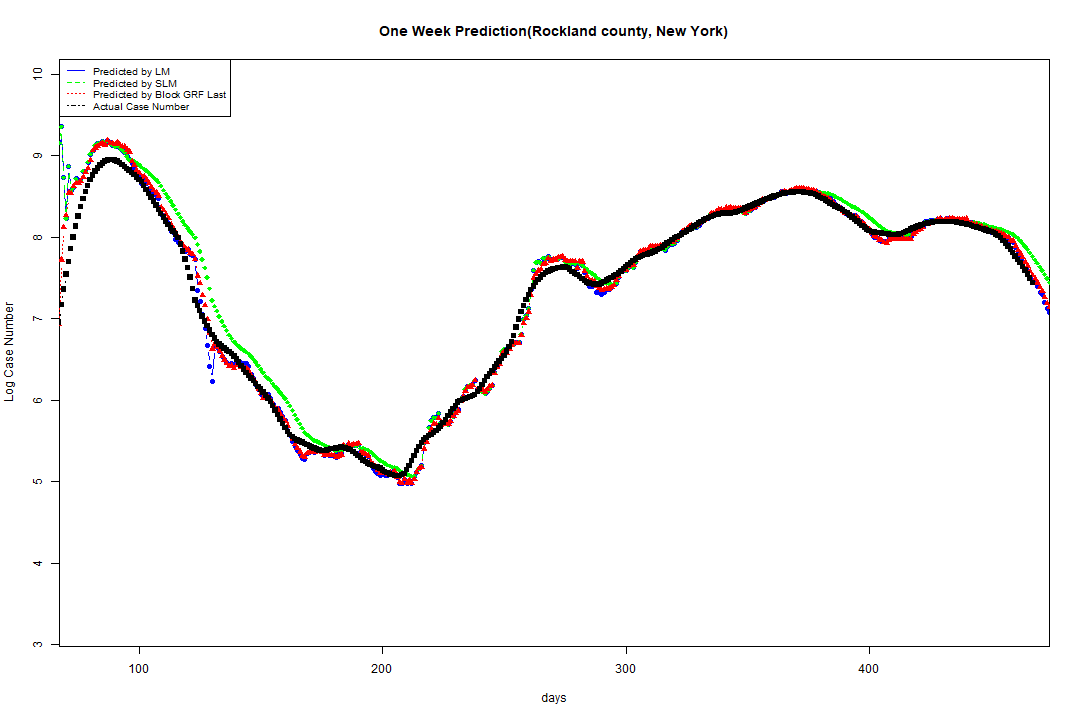 One Week Prediction(Rockland county, New York)
Predicted by LM
Predicted by SLM
Predicted by Block GRF Last
Actual Case Number
10
9
8
7
6
5
4
3
Log Case Number
100 200 300 400
days